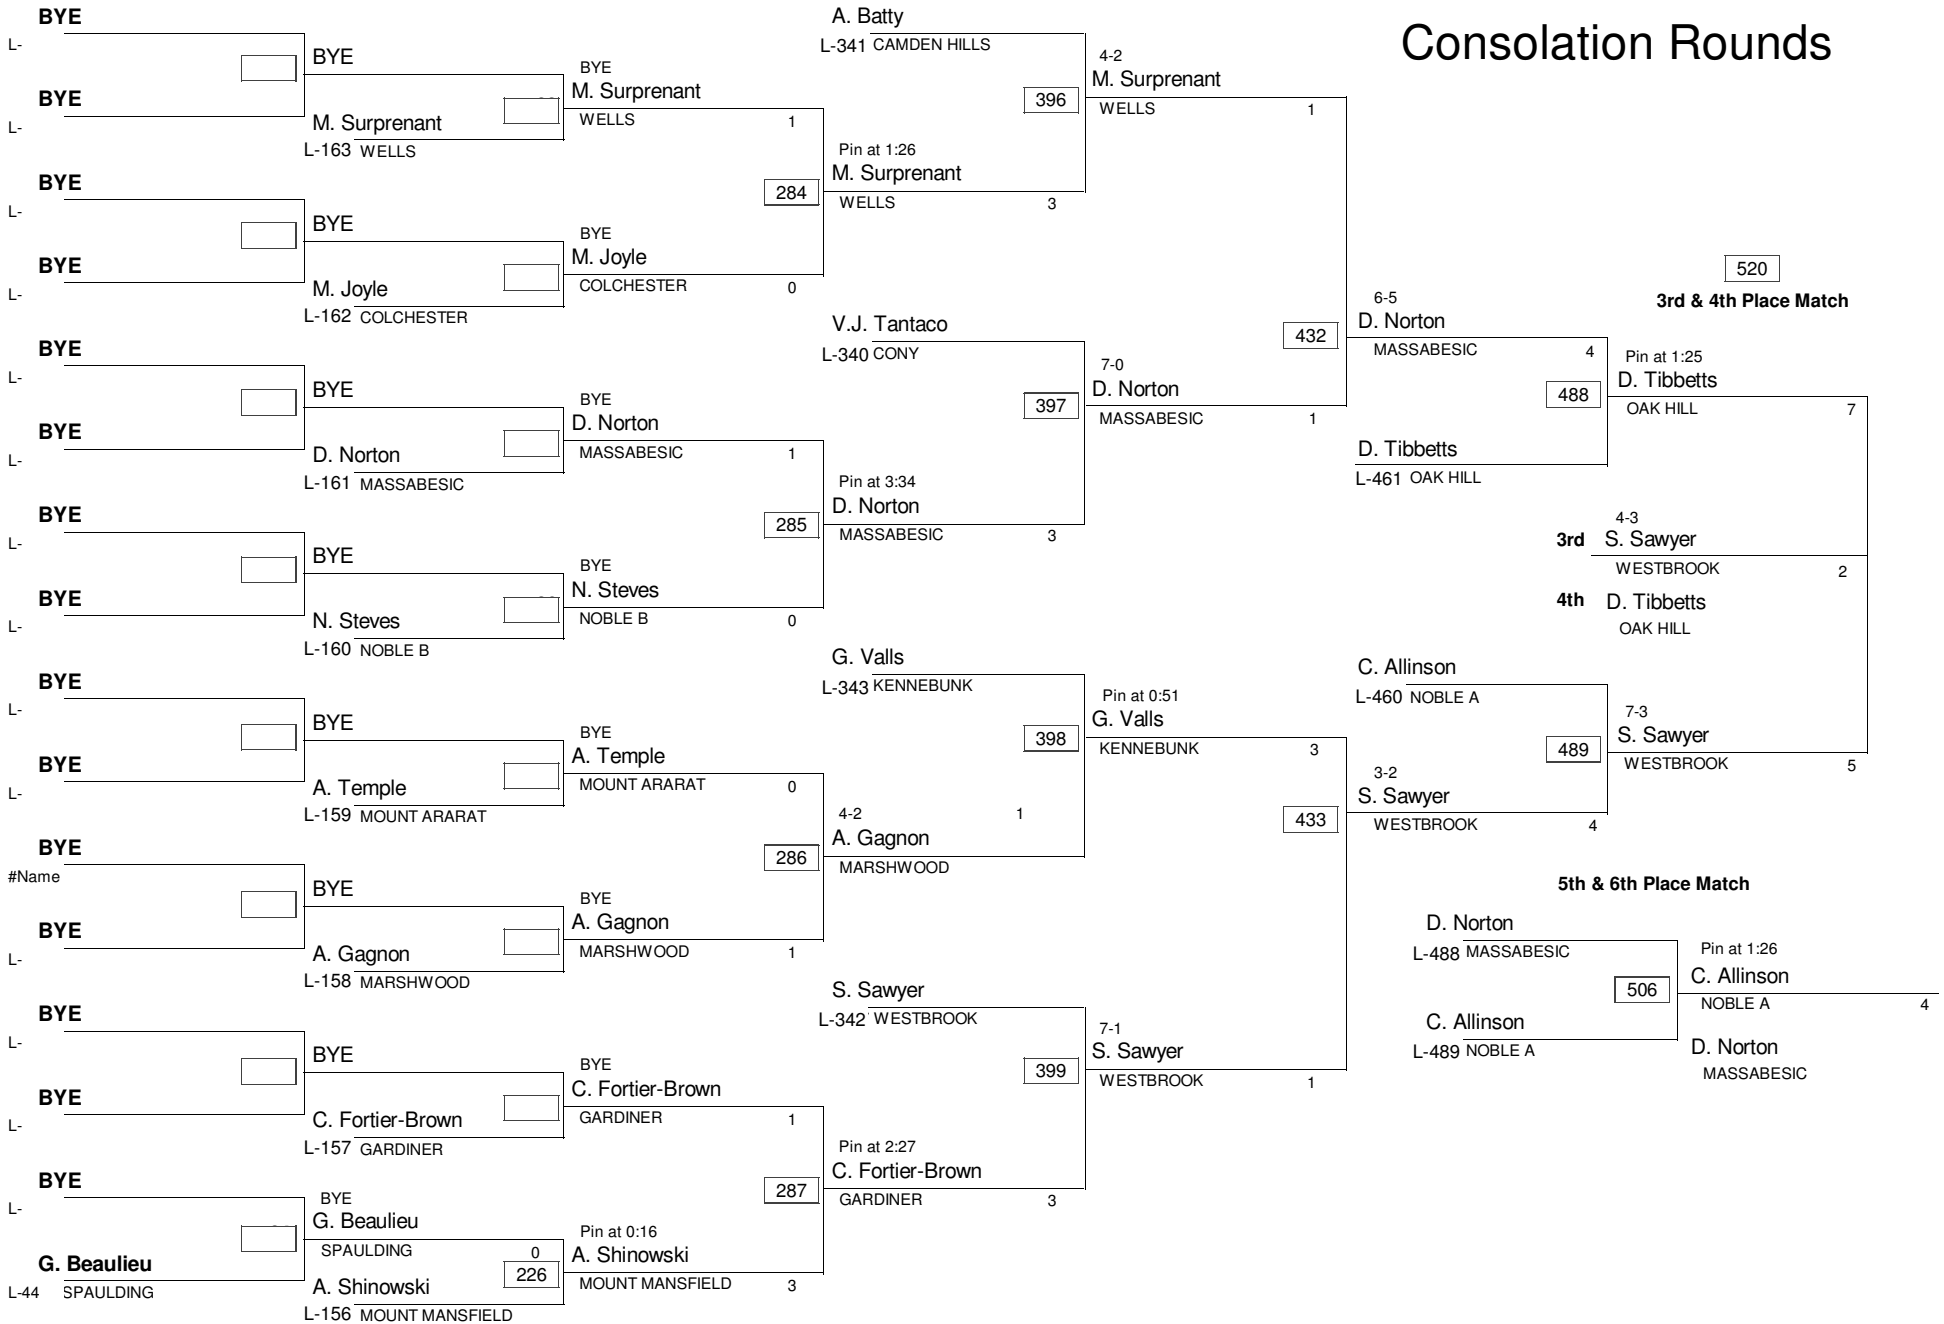 Consolation Rounds
BYE
L-
BYE
L-
BYE
L-
BYE
L-
BYE
L-
BYE
L-
BYE
L-
BYE
L-
BYE
L-
BYE
L-
BYE
#Name
BYE
L-
BYE
L-
BYE
L-
BYE
L-
G. Beaulieu
L-44 SPAULDING
BYE
M. Surprenant
L-163 WELLS
BYE
M. Joyle
L-162 COLCHESTER
BYE
D. Norton
L-161 MASSABESIC
BYE
N. Steves
L-160 NOBLE B
BYE
A. Temple
L-159 MOUNT ARARAT
BYE
A. Gagnon
L-158 MARSHWOOD
BYE
C. Fortier-Brown
L-157 GARDINER
BYE
G. Beaulieu
SPAULDING 0
226
A. Shinowski
L-156 MOUNT MANSFIELD
BYE
M. Surprenant
WELLS 1
284
BYE
M. Joyle
COLCHESTER 0
BYE
D. Norton
MASSABESIC 1
285
BYE
N. Steves
NOBLE B 0
BYE
A. Temple
MOUNT ARARAT 0
286
BYE
A. Gagnon
MARSHWOOD 1
BYE
C. Fortier-Brown
GARDINER 1
287
Pin at 0:16
A. Shinowski
MOUNT MANSFIELD 3
A. Batty
L-341 CAMDEN HILLS
396
Pin at 1:26
M. Surprenant
WELLS 3
V.J. Tantaco
L-340 CONY
397
Pin at 3:34
D. Norton
MASSABESIC 3
G. Valls
L-343 KENNEBUNK
398
4-2 1
A. Gagnon
MARSHWOOD
S. Sawyer
L-342 WESTBROOK
399
Pin at 2:27
C. Fortier-Brown
GARDINER 3
4-2
M. Surprenant
WELLS 1
432
7-0
D. Norton
MASSABESIC 1
Pin at 0:51
G. Valls
KENNEBUNK 3
433
7-1
S. Sawyer
WESTBROOK 1
6-5
D. Norton
MASSABESIC 4
488
D. Tibbetts
L-461 OAK HILL
C. Allinson
L-460 NOBLE A
489
3-2
S. Sawyer
WESTBROOK 4
520
3rd & 4th Place Match
Pin at 1:25
D. Tibbetts
OAK HILL 7
4-3
3rd S. Sawyer
WESTBROOK 2
4th D. Tibbetts
OAK HILL
7-3
S. Sawyer
WESTBROOK 5
5th & 6th Place Match
D. Norton
L-488 MASSABESIC
506
C. Allinson
L-489 NOBLE A
Pin at 1:26
C. Allinson
NOBLE A 4
D. Norton
MASSABESIC